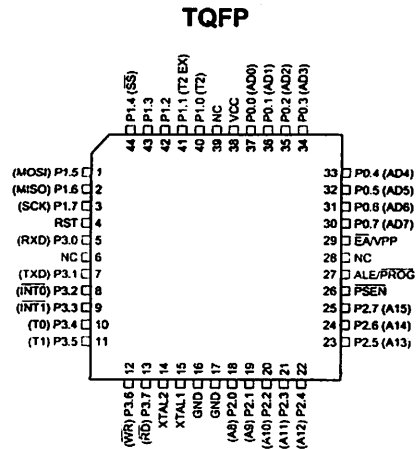 TQFP
P1.4 (SS)
P1.3
P1.2
P1.1 (T2 EX)
P1.0 (T2)
NC
VCC
P0.0 (AD0)
P0.1 (AD1)
P0.2 (AD2)
P0.3 (AD3)
44 43 42 41 40 39 38 37 36 35 34
(MOSI) P1.5 1
(MISO) P1.6 2
(SCK) P1.7 3
RST 4
(RXD) P3.0 5
NC 6
(TXD) P3.1 7
(INT0) P3.2 8
(INT1) P3.3 9
(T0) P3.4 10
(T1) P3.5 11
33 P0.4 (AD4)
32 P0.5 (AD5)
31 P0.6 (AD6)
30 P0.7 (AD7)
29 EA/VPP
28 NC
27 ALE/PROG
26 PSEN
25 P2.7 (A15)
24 P2.6 (A14)
23 P2.5 (A13)
12 13 14 15 16 17 18 19 20 21 22
(WR) P3.6
(RD) P3.7
XTAL2
XTAL1
GND
GND
(A8) P2.0
(A9) P2.1
(A10) P2.2
(A11) P2.3
(A12) P2.4